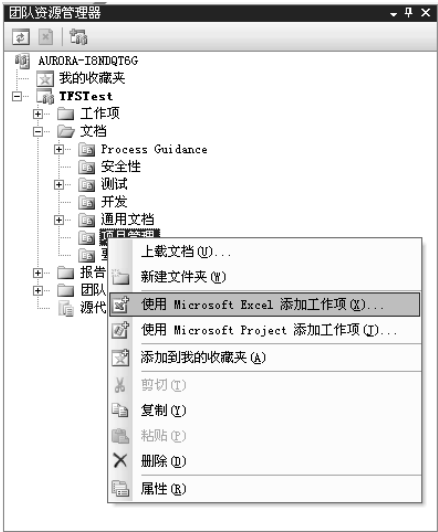 团队资源管理器
AURORA-I8NDQT6G
我的收藏夹
TFSTest
工作项
文档
Process Guidance
安全性
测试
开发
通用文档
项目管理
报告
团队
源代
上载文档(U)...
新建文件夹(W)
使用 Microsoft Excel 添加工作项(X)...
使用 Microsoft Project 添加工作项(J)...
添加到我的收藏夹(A)
剪切(T)
复制(Y)
粘贴(P)
删除(D)
属性(R)